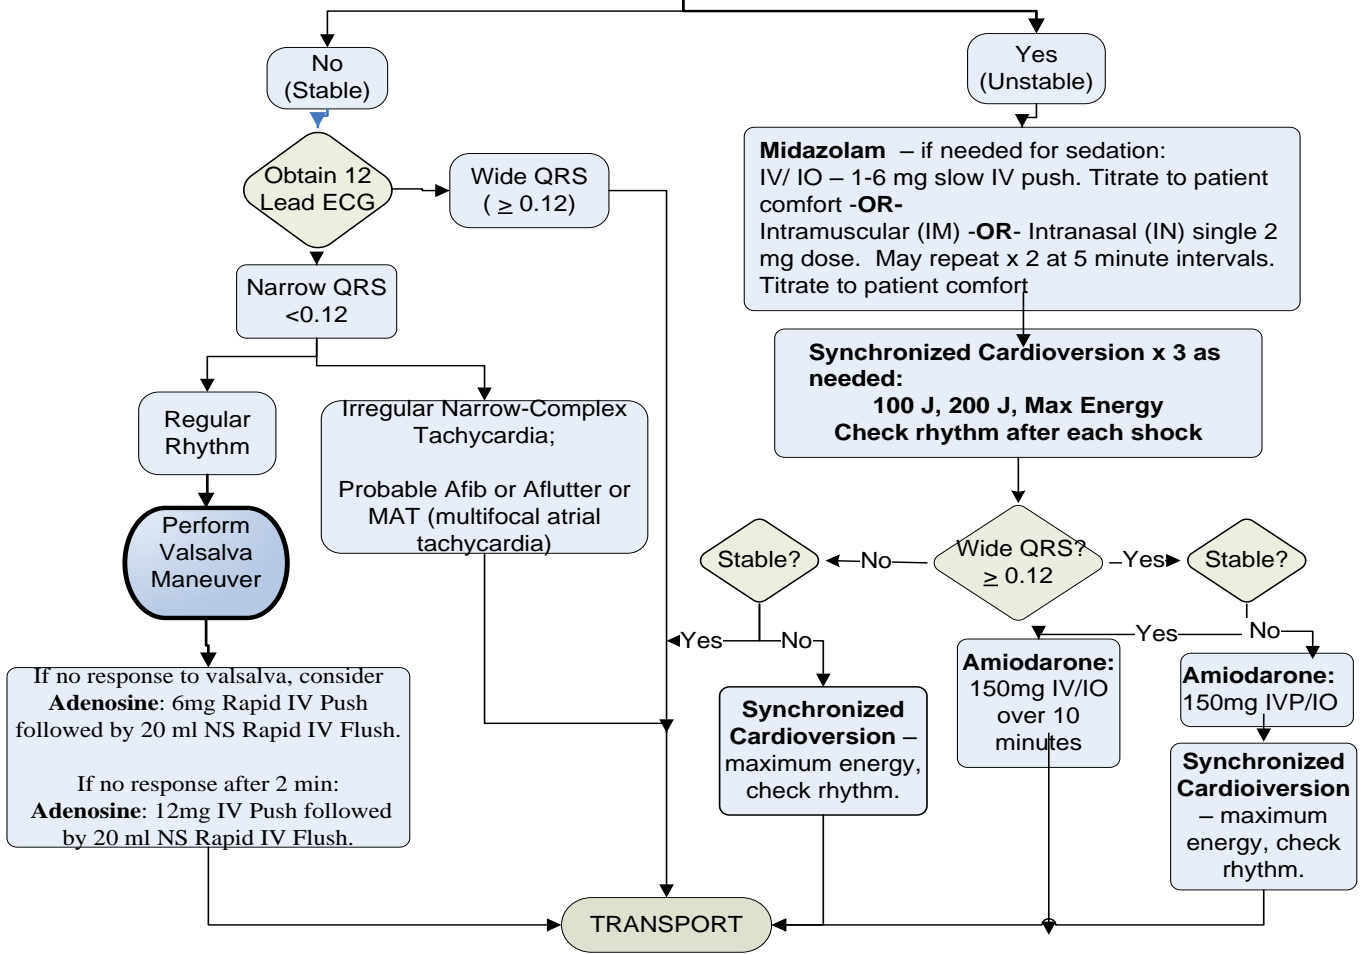 No
(Stable)
Yes
(Unstable)
Obtain 12
Lead ECG
Wide QRS
( ≥ 0.12)
Narrow QRS
<0.12
Regular
Rhythm
Irregular Narrow-Complex
Tachycardia;
Probable Afib or Aflutter or
MAT (multifocal atrial
tachycardia)
Perform
Valsalva
Maneuver
If no response to valsalva, consider
Adenosine: 6mg Rapid IV Push
followed by 20 ml NS Rapid IV Flush.
If no response after 2 min:
Adenosine: 12mg IV Push followed
by 20 ml NS Rapid IV Flush.
Midazolam – if needed for sedation:
IV/ IO – 1-6 mg slow IV push. Titrate to patient
comfort -OR-
Intramuscular (IM) -OR- Intranasal (IN) single 2
mg dose. May repeat x 2 at 5 minute intervals.
Titrate to patient comfort
Synchronized Cardioversion x 3 as
needed:
100 J, 200 J, Max Energy
Check rhythm after each shock
Wide QRS?
≥ 0.12
No
Stable?
Yes
No
Synchronized
Cardioversion –
maximum energy,
check rhythm.
Yes
Stable?
Yes
No
Amiodarone:
150mg IV/IO
over 10
minutes
Amiodarone:
150mg IVP/IO
Synchronized
Cardioiversion
– maximum
energy, check
rhythm.
TRANSPORT